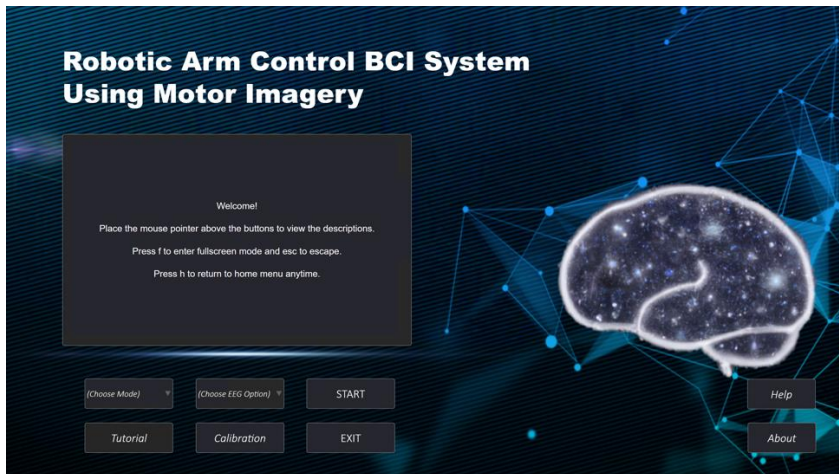 Robotic Arm Control BCI System
Using Motor Imagery
Welcome!
Place the mouse pointer above the buttons to view the descriptions.
Press f to enter fullscreen mode and esc to escape.
Press h to return to home menu anytime.
(Choose Mode)
(Choose EEG Option)
START
Help
Tutorial
Calibration
EXIT
About